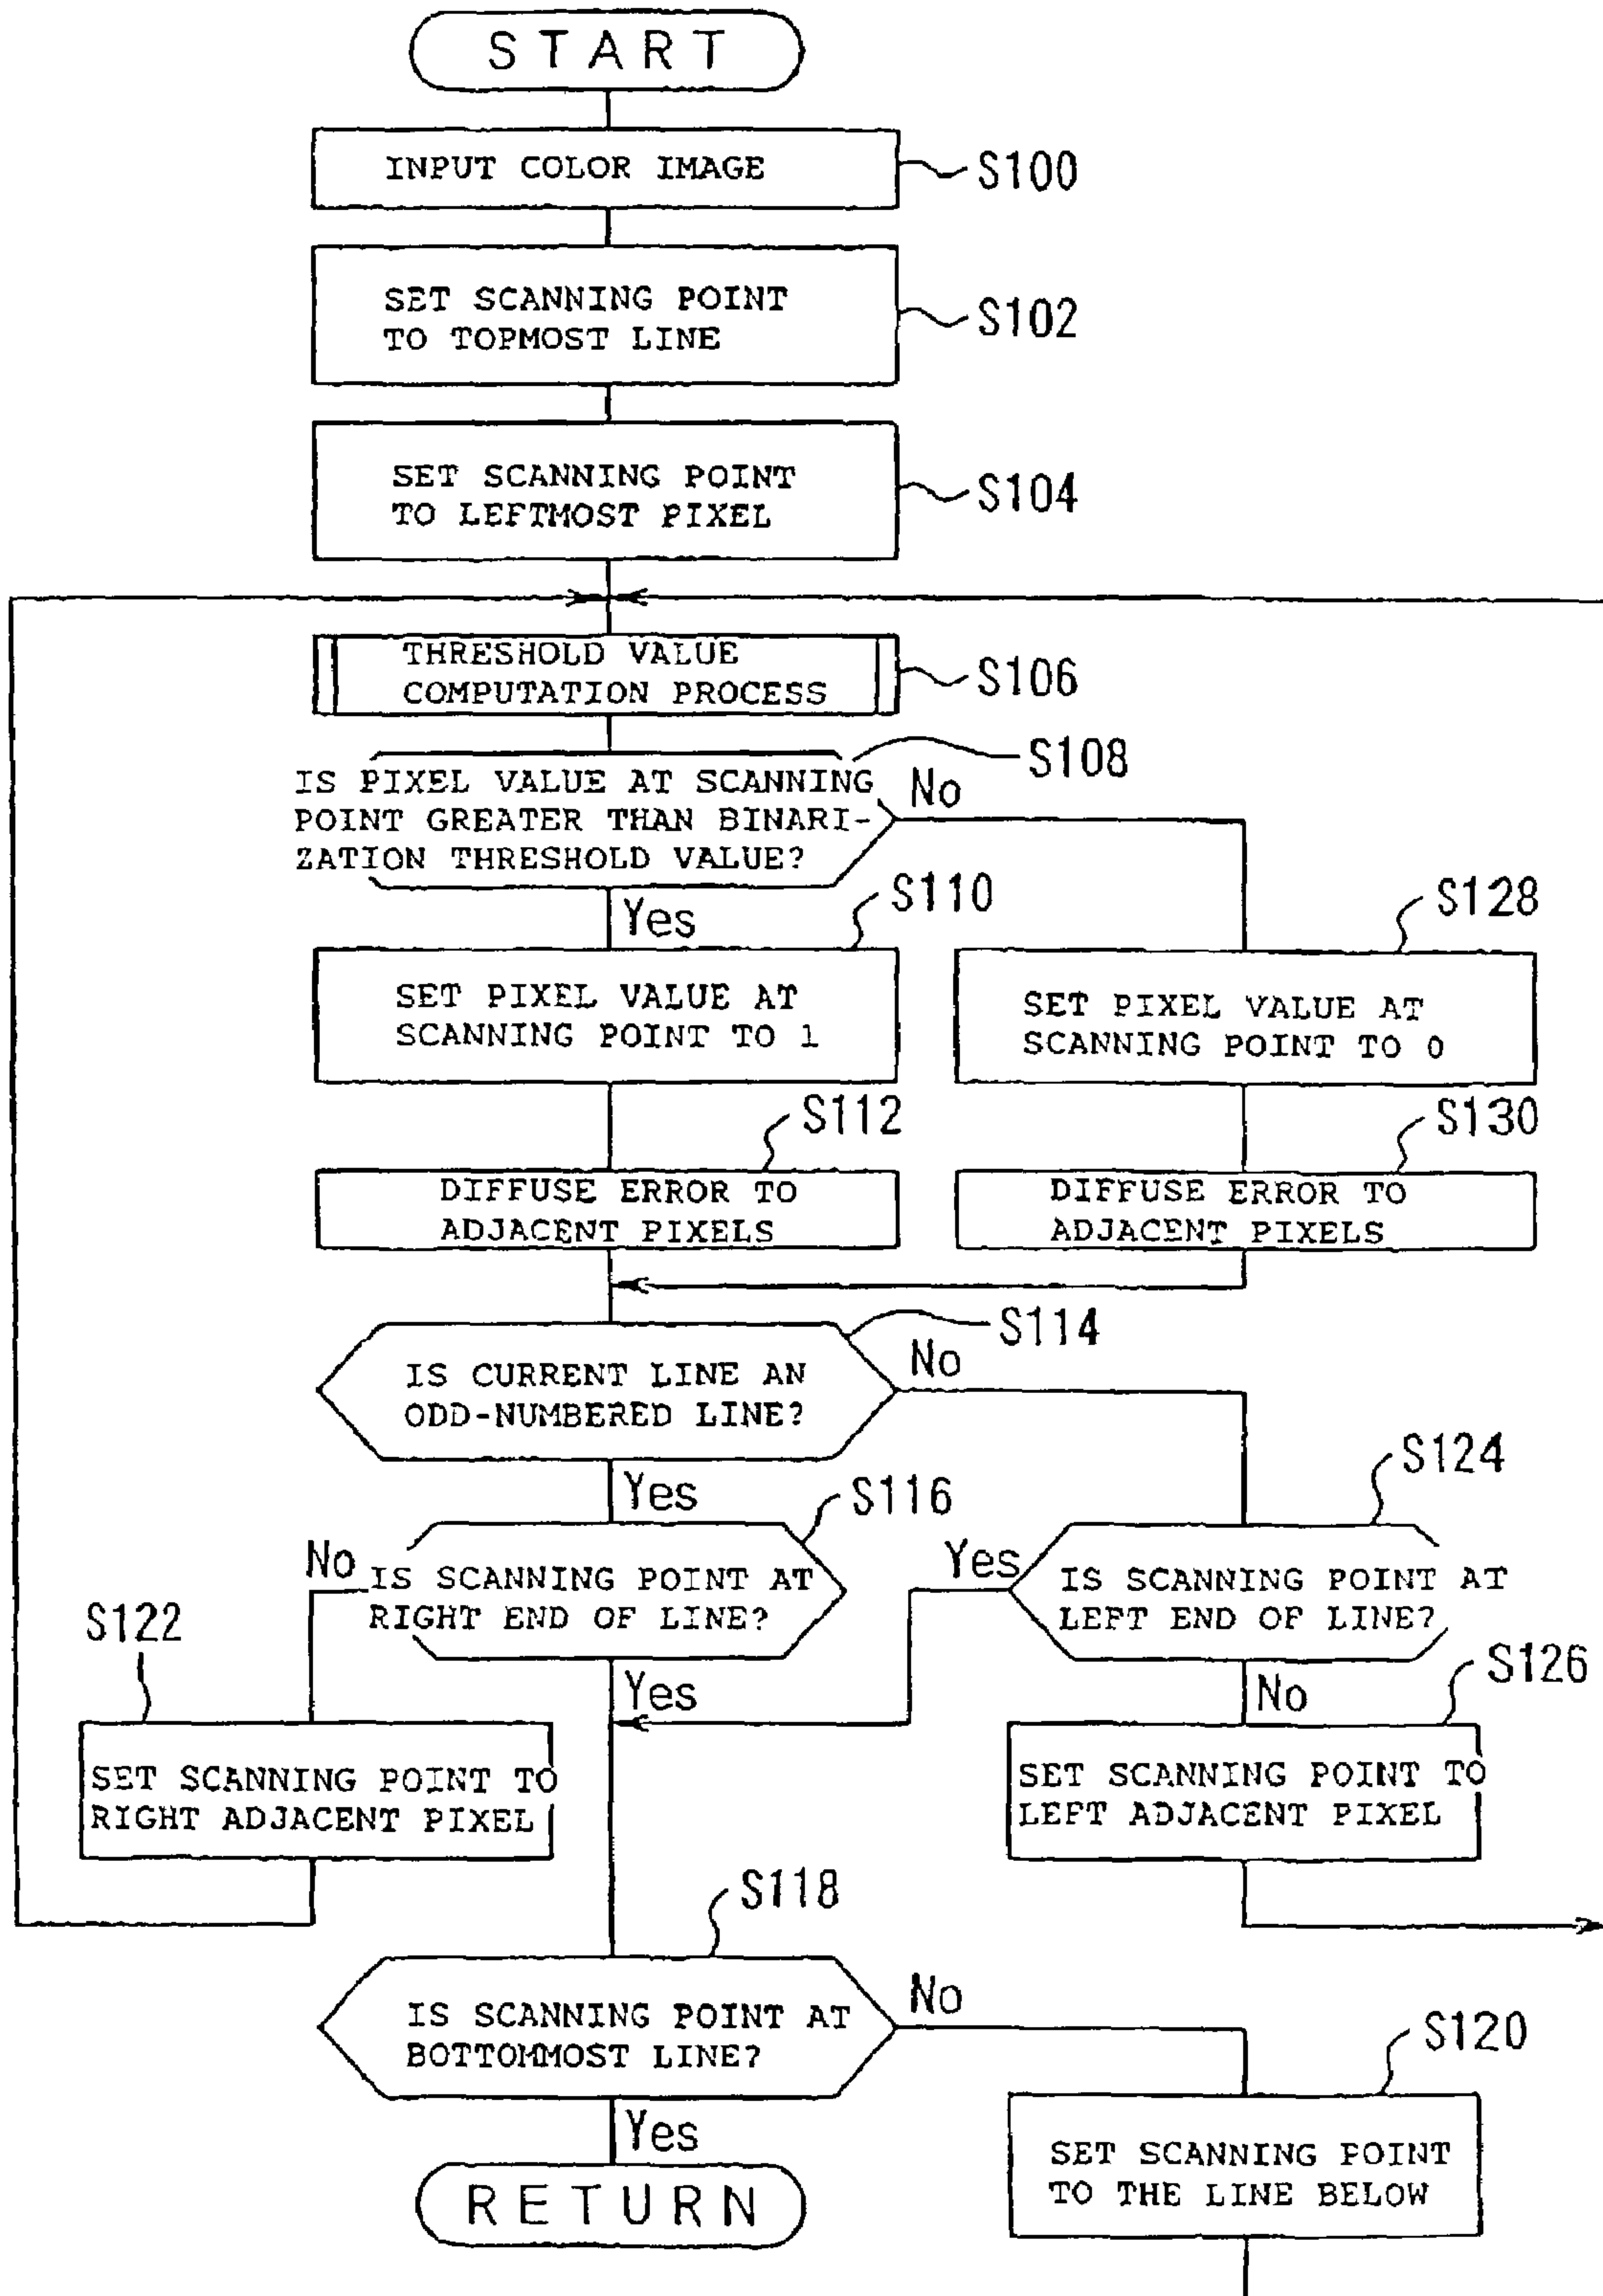 START
INPUT COLOR IMAGE
S100
SET SCANNING POINT
TO TOPMOST LINE
S102
SET SCANNING POINT
TO LEFTMOST PIXEL
S104
THRESHOLD VALUE
COMPUTATION PROCESS
S106
IS PIXEL VALUE AT SCANNING
POINT GREATER THAN BINARI-
ZATION THRESHOLD VALUE?
S108
No
Yes
S110
SET PIXEL VALUE AT
SCANNING POINT TO 1
S128
SET PIXEL VALUE AT
SCANNING POINT TO 0
S112
DIFFUSE ERROR TO
ADJACENT PIXELS
S130
DIFFUSE ERROR TO
ADJACENT PIXELS
S114
IS CURRENT LINE AN
ODD-NUMBERED LINE?
No
Yes
S116
No
IS SCANNING POINT AT
RIGHT END OF LINE?
Yes
S124
Yes
IS SCANNING POINT AT
LEFT END OF LINE?
No
S122
SET SCANNING POINT TO
RIGHT ADJACENT PIXEL
S126
SET SCANNING POINT TO
LEFT ADJACENT PIXEL
S118
IS SCANNING POINT AT
BOTTOMMOST LINE?
No
Yes
S120
SET SCANNING POINT
TO THE LINE BELOW
RETURN